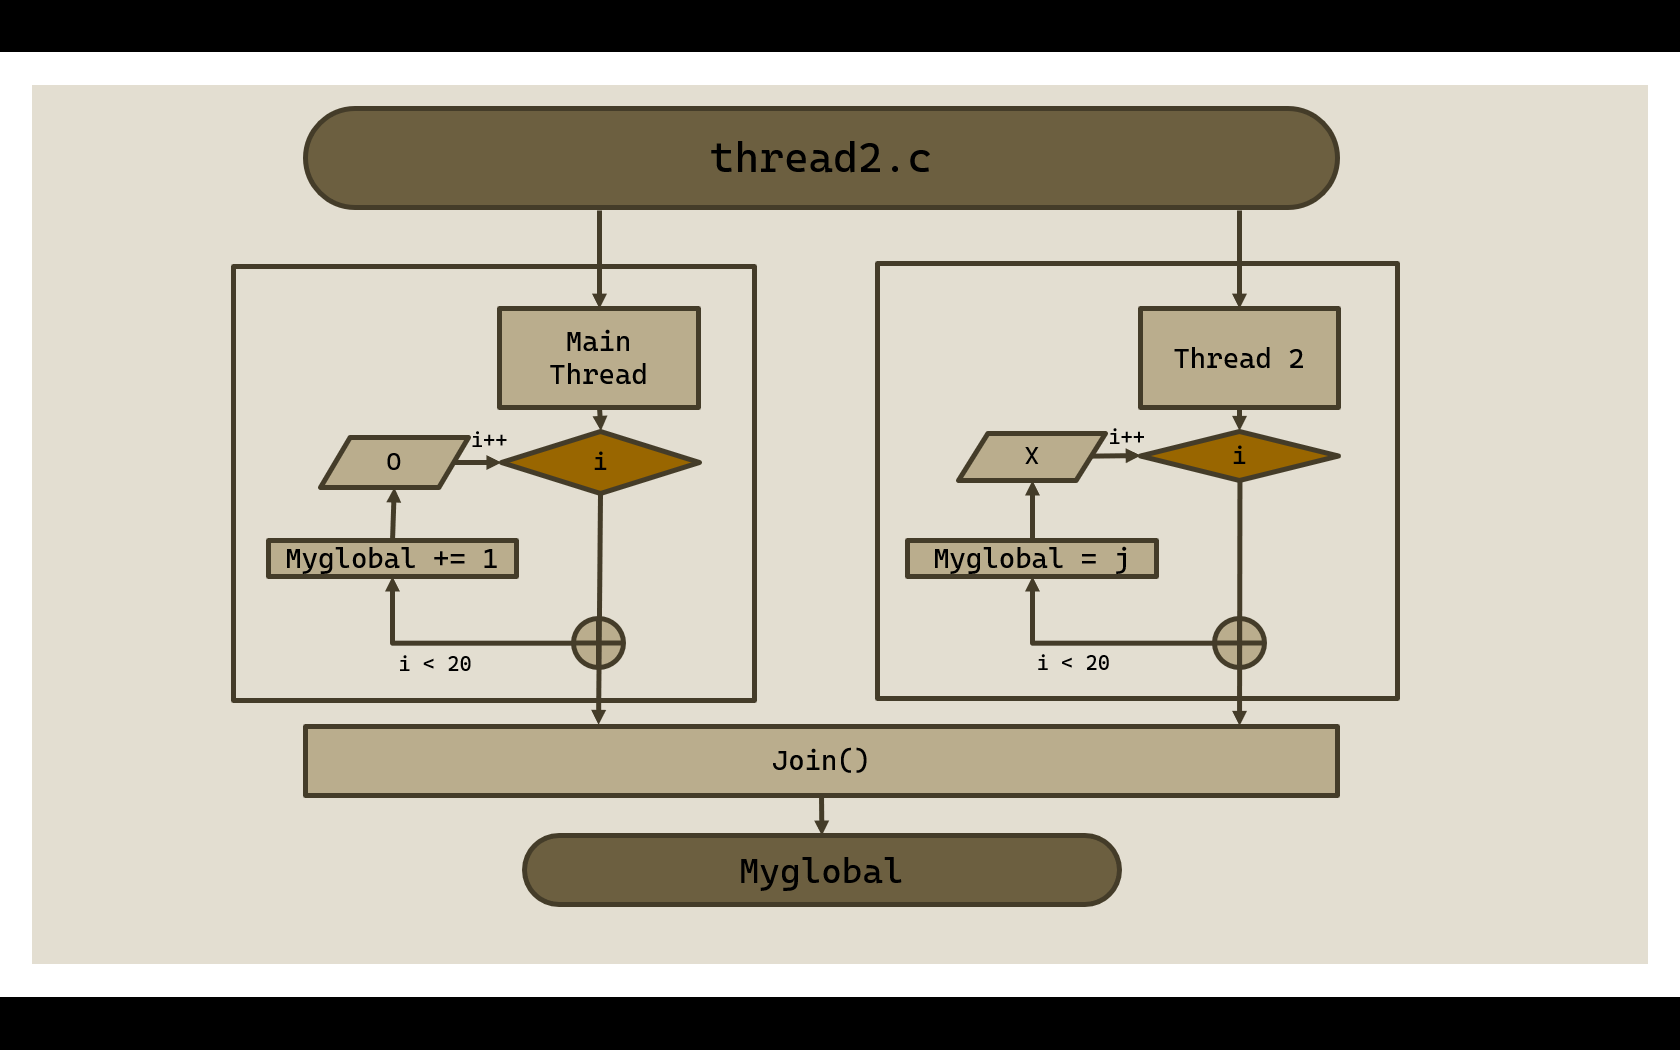 thread2.c
Main
Thread
O
i++
i
Myglobal += 1
i < 20
Thread 2
X
i++
i
Myglobal = j
i < 20
Join()
Myglobal